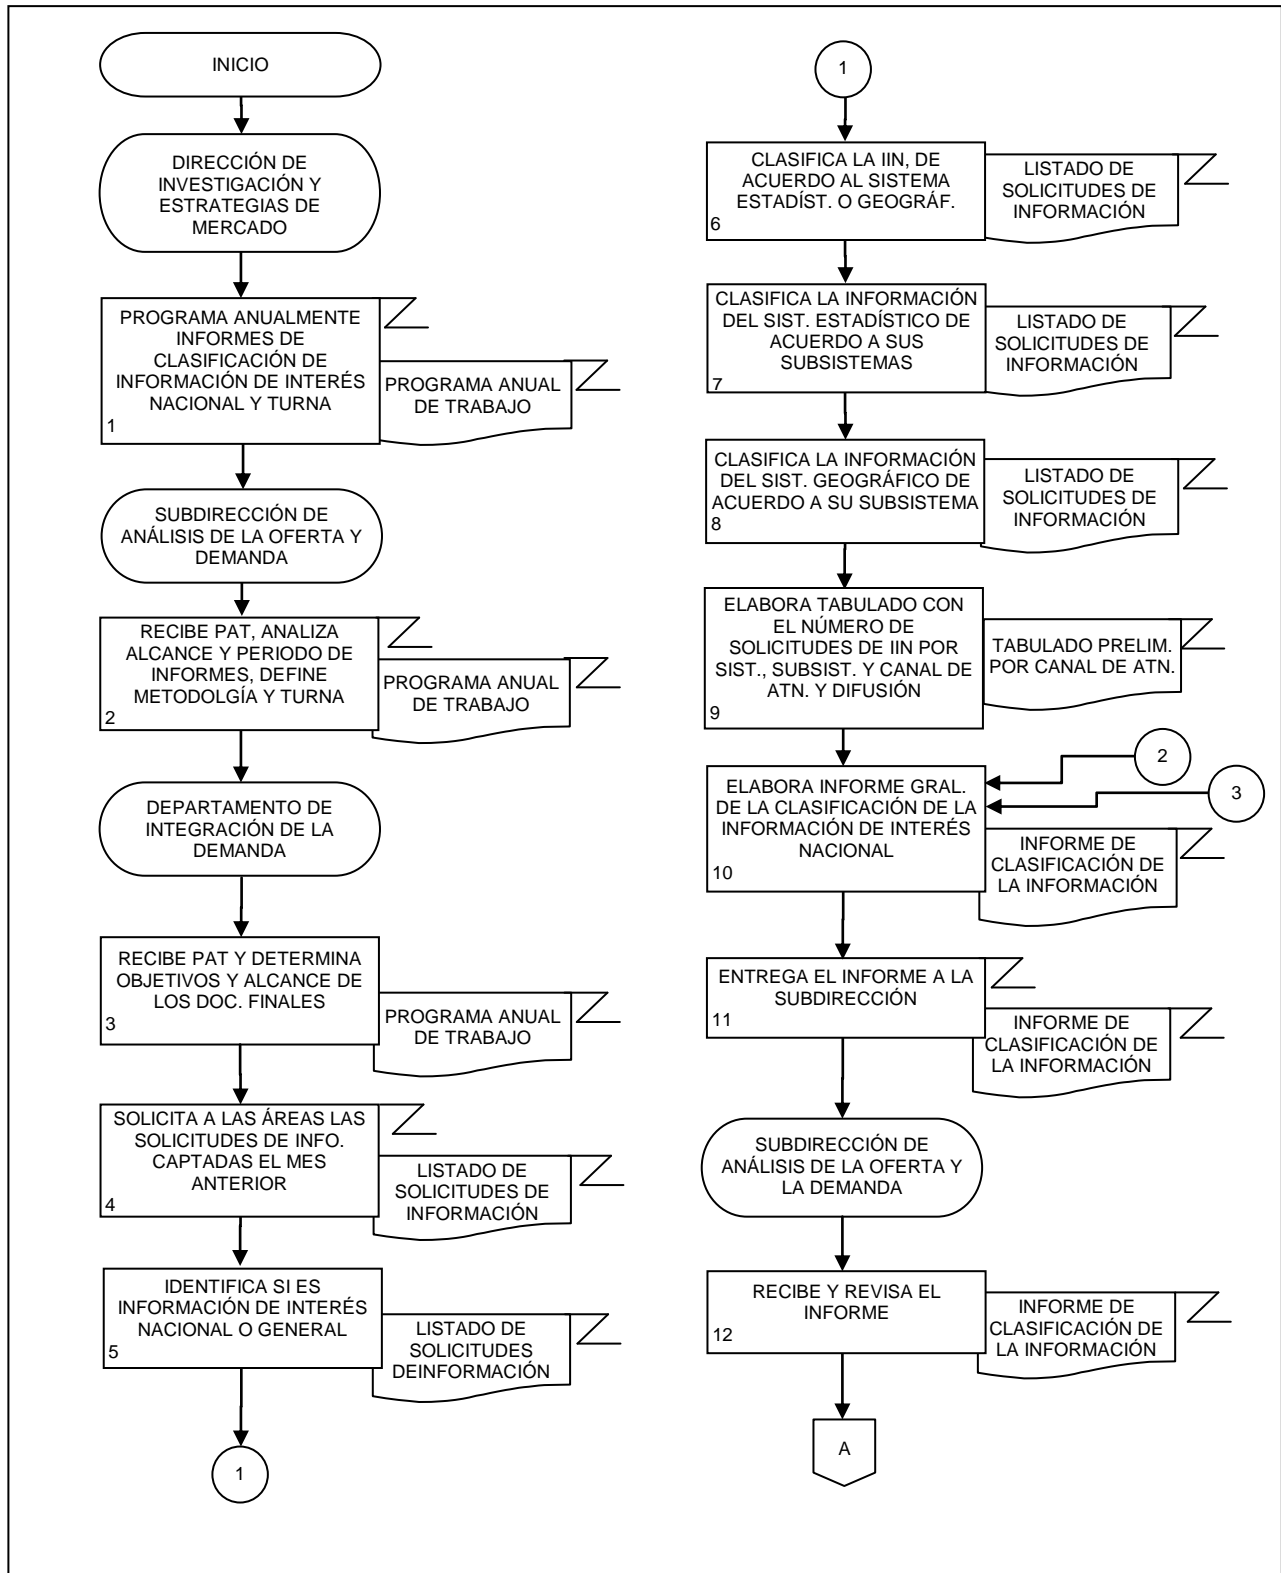 INICIO
DIRECCIÓN DE
INVESTIGACIÓN Y
ESTRATEGIAS DE
MERCADO
PROGRAMA ANUALMENTE
INFORMES DE
CLASIFICACIÓN DE
INFORMACIÓN DE INTERÉS
NACIONAL Y TURNA
1
PROGRAMA ANUAL
DE TRABAJO
SUBDIRECCIÓN DE
ANÁLISIS DE LA OFERTA Y
DEMANDA
RECIBE PAT, ANALIZA
ALCANCE Y PERIODO DE
INFORMES, DEFINE
METODOLGÍA Y TURNA
2
PROGRAMA ANUAL
DE TRABAJO
DEPARTAMENTO DE
INTEGRACIÓN DE LA
DEMANDA
RECIBE PAT Y DETERMINA
OBJETIVOS Y ALCANCE DE
LOS DOC. FINALES
3
PROGRAMA ANUAL
DE TRABAJO
SOLICITA A LAS ÁREAS LAS
SOLICITUDES DE INFO.
CAPTADAS EL MES
ANTERIOR
4
LISTADO DE
SOLICITUDES DE
INFORMACIÓN
IDENTIFICA SI ES
INFORMACIÓN DE INTERÉS
NACIONAL O GENERAL
5
LISTADO DE
SOLICITUDES
DEINFORMACIÓN
1
1
CLASIFICA LA IIN, DE
ACUERDO AL SISTEMA
ESTADÍST. O GEOGRÁF.
6
LISTADO DE
SOLICITUDES DE
INFORMACIÓN
CLASIFICA LA INFORMACIÓN
DEL SIST. ESTADÍSTICO DE
ACUERDO A SUS
SUBSISTEMAS
7
LISTADO DE
SOLICITUDES DE
INFORMACIÓN
CLASIFICA LA INFORMACIÓN
DEL SIST. GEOGRÁFICO DE
ACUERDO A SU SUBSISTEMA
8
LISTADO DE
SOLICITUDES DE
INFORMACIÓN
ELABORA TABULADO CON
EL NÚMERO DE
SOLICITUDES DE IIN POR
SIST., SUBSIST. Y CANAL DE
ATN. Y DIFUSIÓN
9
TABULADO PRELIM.
POR CANAL DE ATN.
2
3
ELABORA INFORME GRAL.
DE LA CLASIFICACIÓN DE LA
INFORMACIÓN DE INTERÉS
NACIONAL
10
INFORME DE
CLASIFICACIÓN DE
LA INFORMACIÓN
ENTREGA EL INFORME A LA
SUBDIRECCIÓN
11
INFORME DE
CLASIFICACIÓN DE
LA INFORMACIÓN
SUBDIRECCIÓN DE
ANÁLISIS DE LA OFERTA Y
LA DEMANDA
RECIBE Y REVISA EL
INFORME
12
INFORME DE
CLASIFICACIÓN DE
LA INFORMACIÓN
A